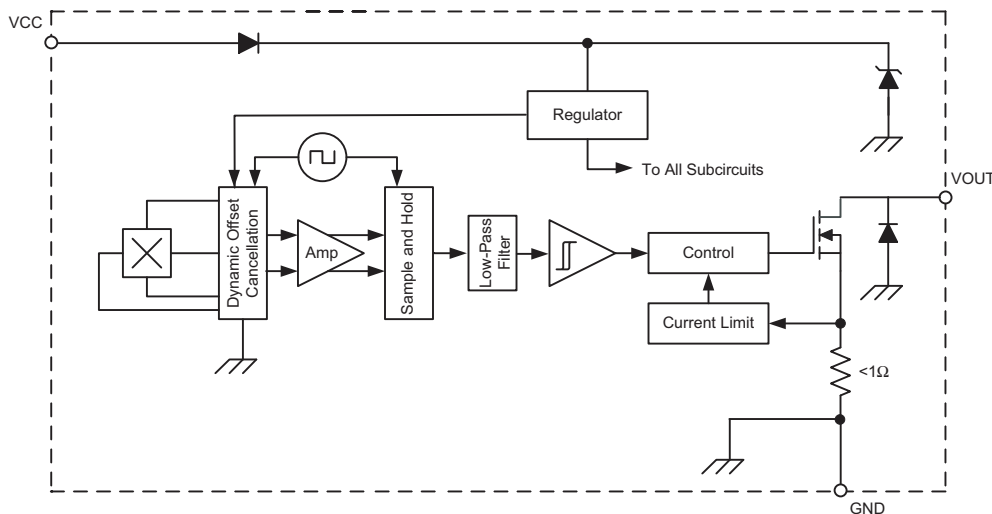 VCC
Regulator
To All Subcircuits
VOUT
Dynamic Offset
Cancellation
Amp
Sample and Hold
Low-Pass
Filter
Control
Current Limit
<1Ω
GND